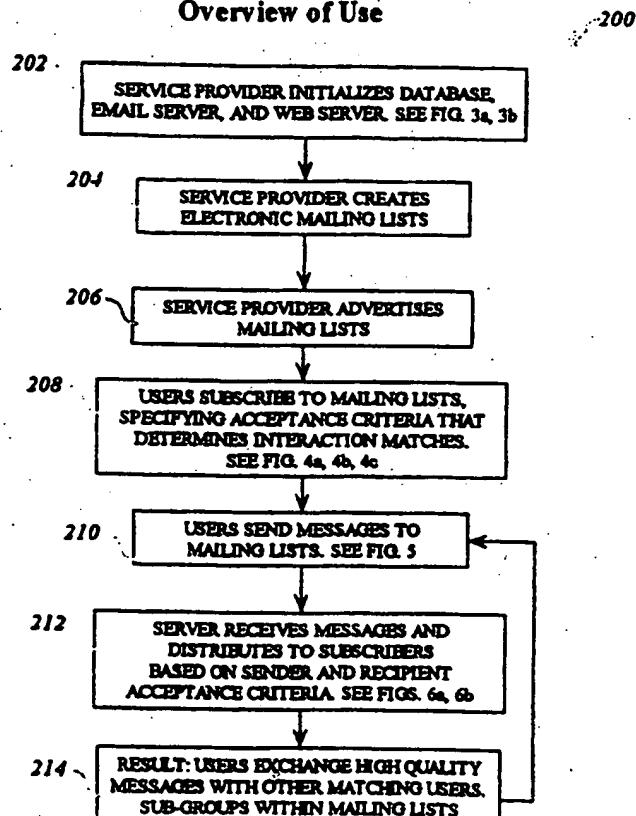 Overview of Use
200
202
SERVICE PROVIDER INITIALIZES DATABASE,
EMAIL SERVER, AND WEB SERVER. SEE FIG. 3a, 3b
204
SERVICE PROVIDER CREATES
ELECTRONIC MAILING LISTS
206
SERVICE PROVIDER ADVERTISES
MAILING LISTS
208
USERS SUBSCRIBE TO MAILING LISTS,
SPECIFYING ACCEPTANCE CRITERIA THAT
DETERMINES INTERACTION MATCHES.
SEE FIG. 4a, 4b, 4c
210
USERS SEND MESSAGES TO
MAILING LISTS. SEE FIG. 5
212
SERVER RECEIVES MESSAGES AND
DISTRIBUTES TO SUBSCRIBERS
BASED ON SENDER AND RECIPIENT
ACCEPTANCE CRITERIA. SEE FIGS. 6a, 6b
214
RESULT: USERS EXCHANGE HIGH QUALITY
MESSAGES WITH OTHER MATCHING USERS.
SUB-GROUPS WITHIN MAILING LISTS